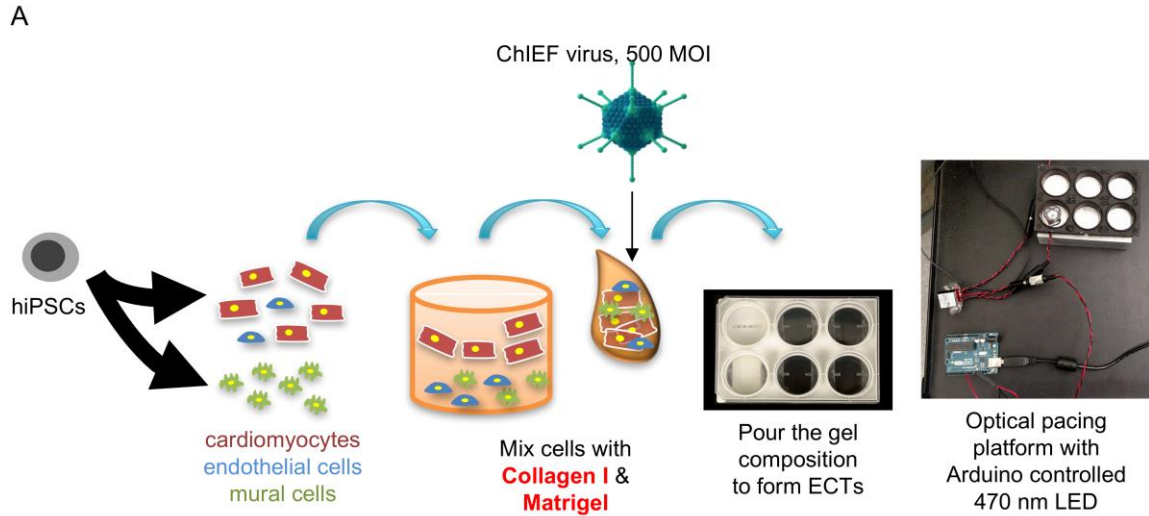 A
ChIEF virus, 500 MOI
hiPSCs
cardiomyocytes
endothelial cells
mural cells
Mix cells with
Collagen I &
Matrigel
Pour the gel
composition
to form ECTs
Optical pacing
platform with
Arduino controlled
470 nm LED